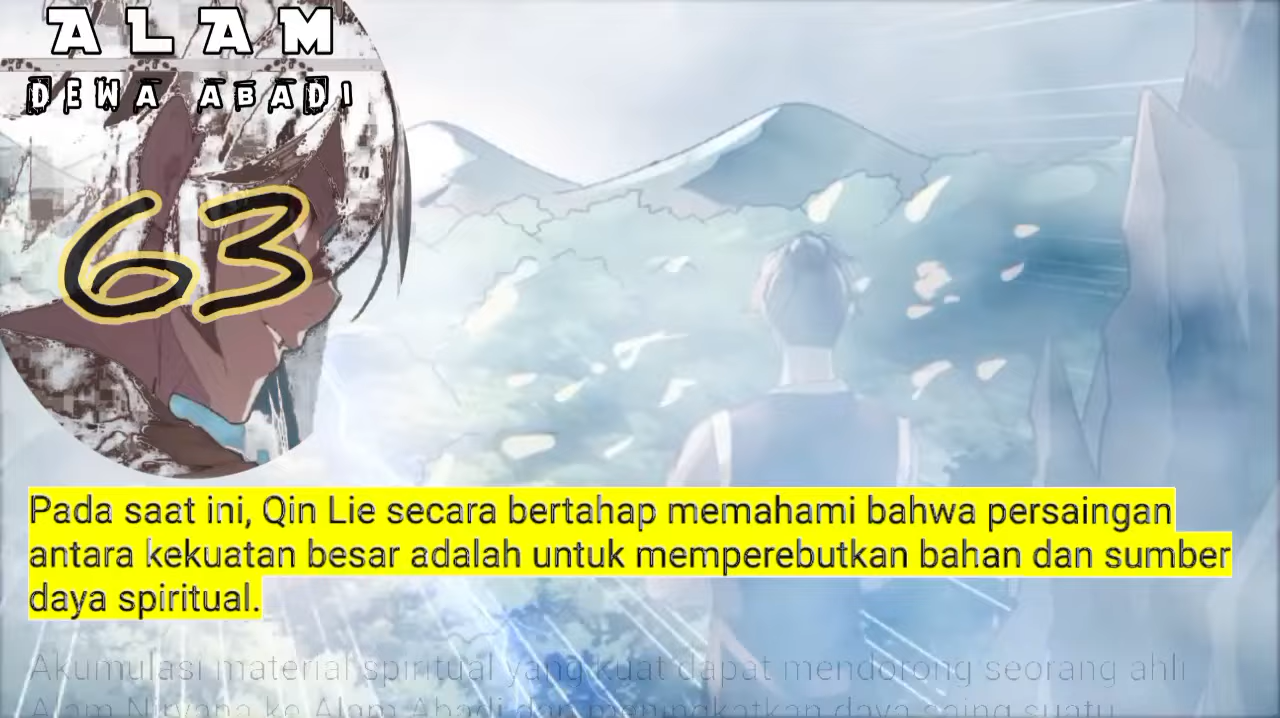 ALAM
DEWA ABADI
63
Pada saat ini, Qin Lie secara bertahap memahami bahwa persaingan
antara kekuatan besar adalah untuk memperebutkan bahan dan sumber
daya spiritual.
Akumulasi material spiritual yang kuat dapat mendorong seorang ahli
Alam Nirvana ke Alam Abadi dan meningkatkan daya saing suatu